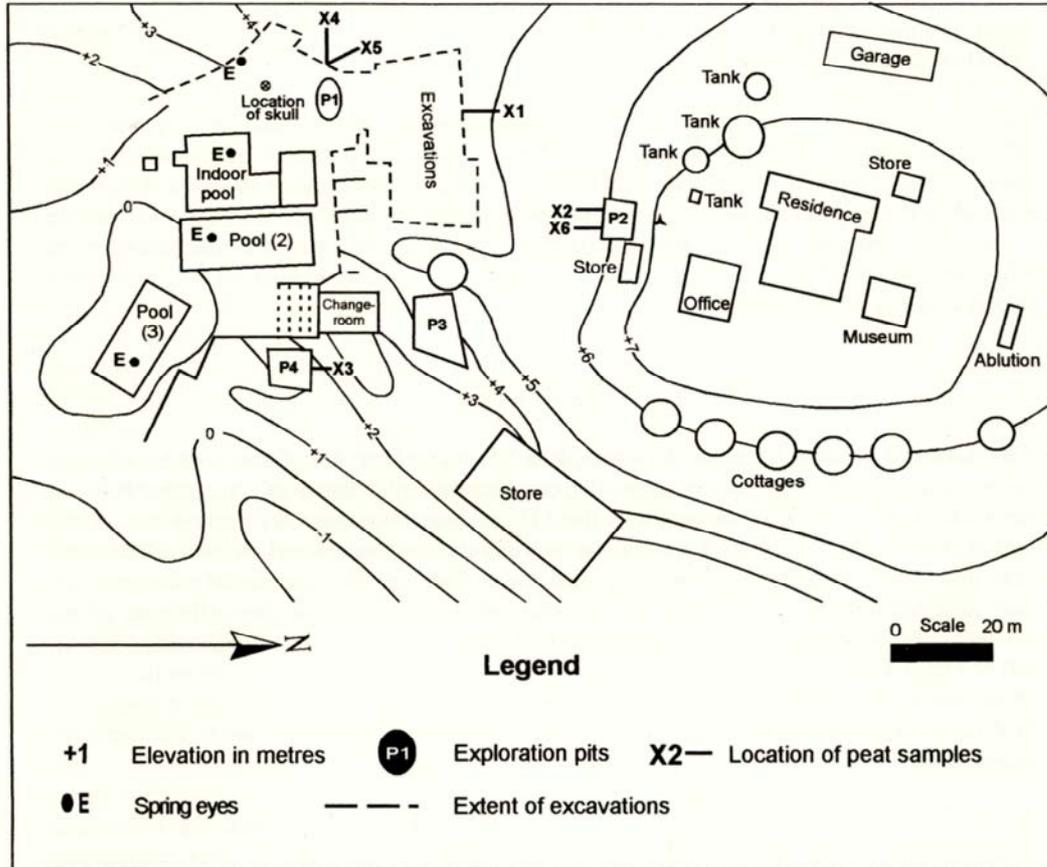 X4
+4
+3
X5
+2
E
Garage
Tank
Location
of skull
P1
Excavations
X1
Tank
Tank
Store
+1
E
Indoor
pool
Tank
Residence
X2
P2
X6
0
E
Pool (2)
Store
Office
Museum
Pool
(3)
E
Change-
room
P3
P4
X3
Ablution
+6
+7
+5
+4
+3
+2
+1
0
-1
Store
Cottages
N
0 Scale 20 m
Legend
+1 Elevation in metres
P1 Exploration pits
X2 Location of peat samples
E Spring eyes
Extent of excavations